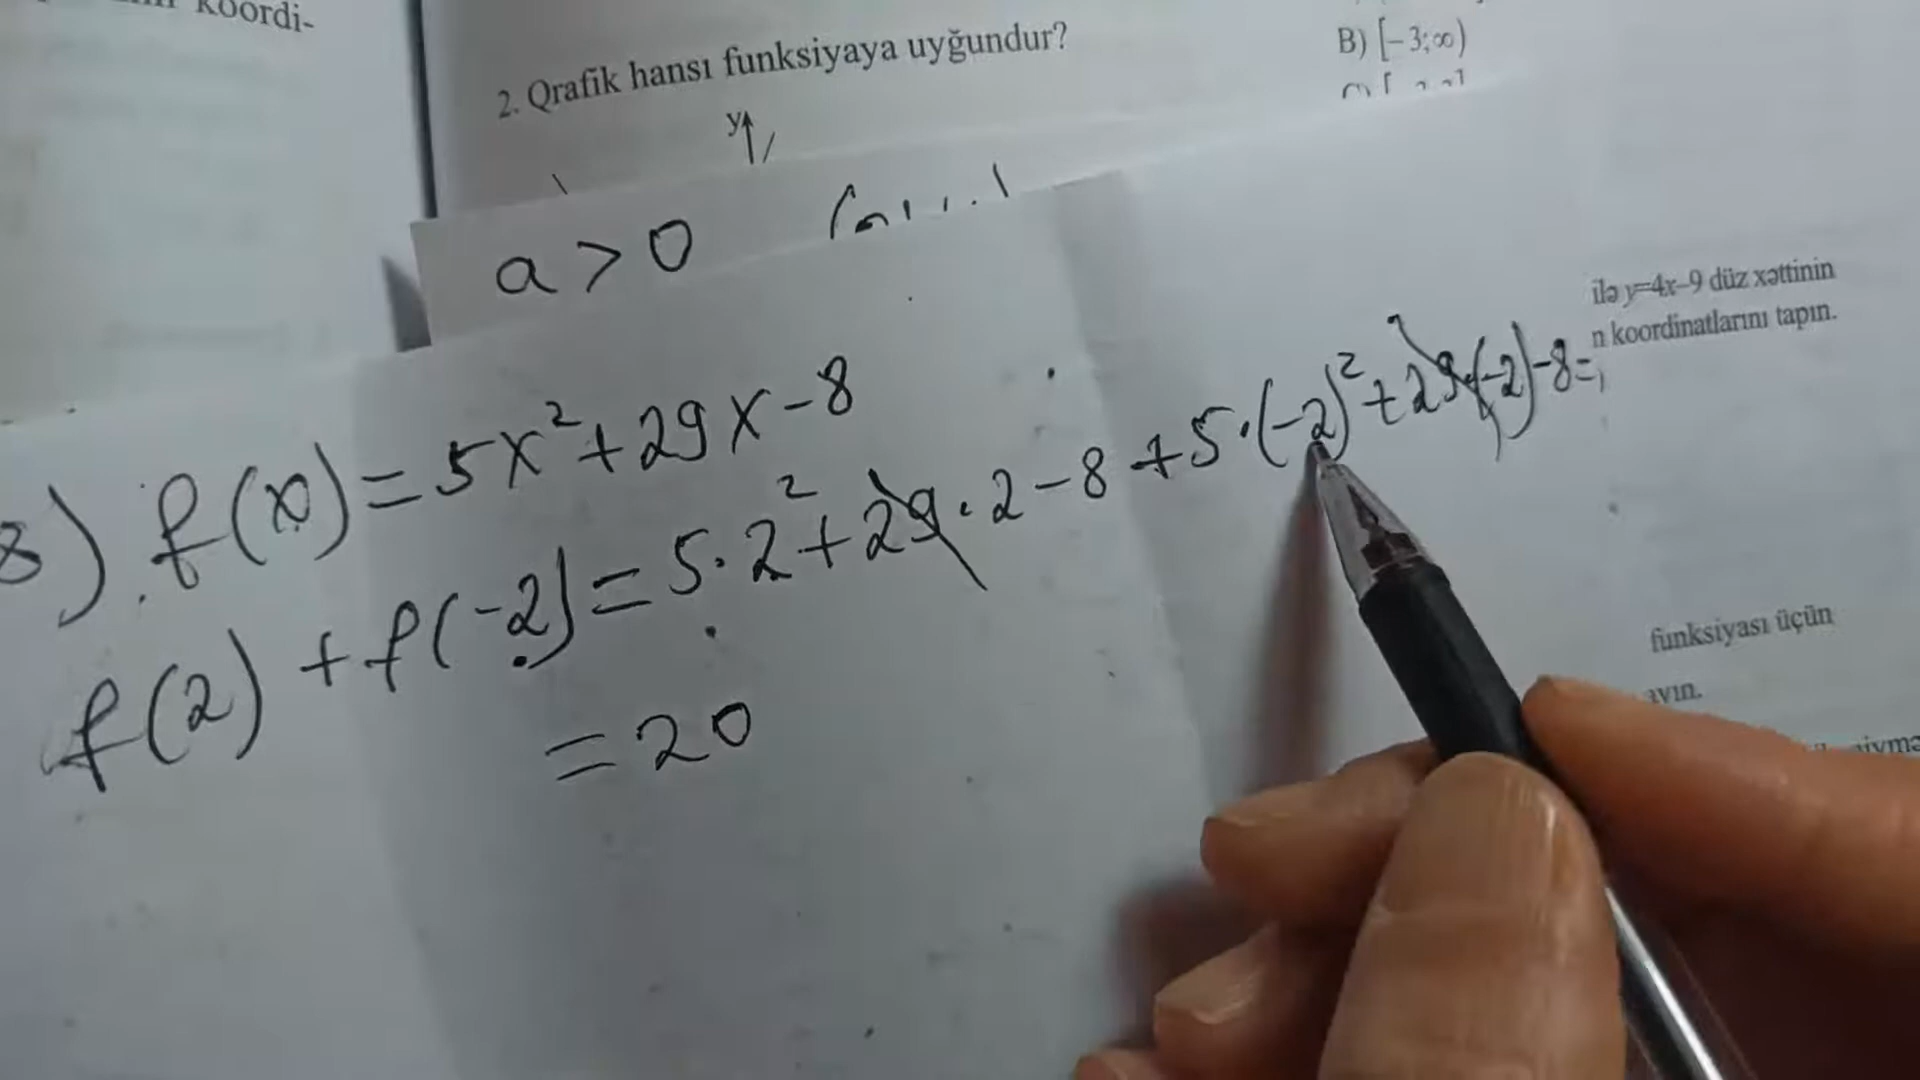 koordi-
2. Qrafik hansı funksiyaya uyğundur?
B) [–3;∞)
y
a > 0
ilə y=4x–9 düz xəttinin
n koordinatlarını tapın.
8) f(x)=5x²+29x-8
f(2)+f(-2)=5·2²+29·2-8+5·(-2)²+29·(-2)-8=
=20
funksiyası üçün
ayın.